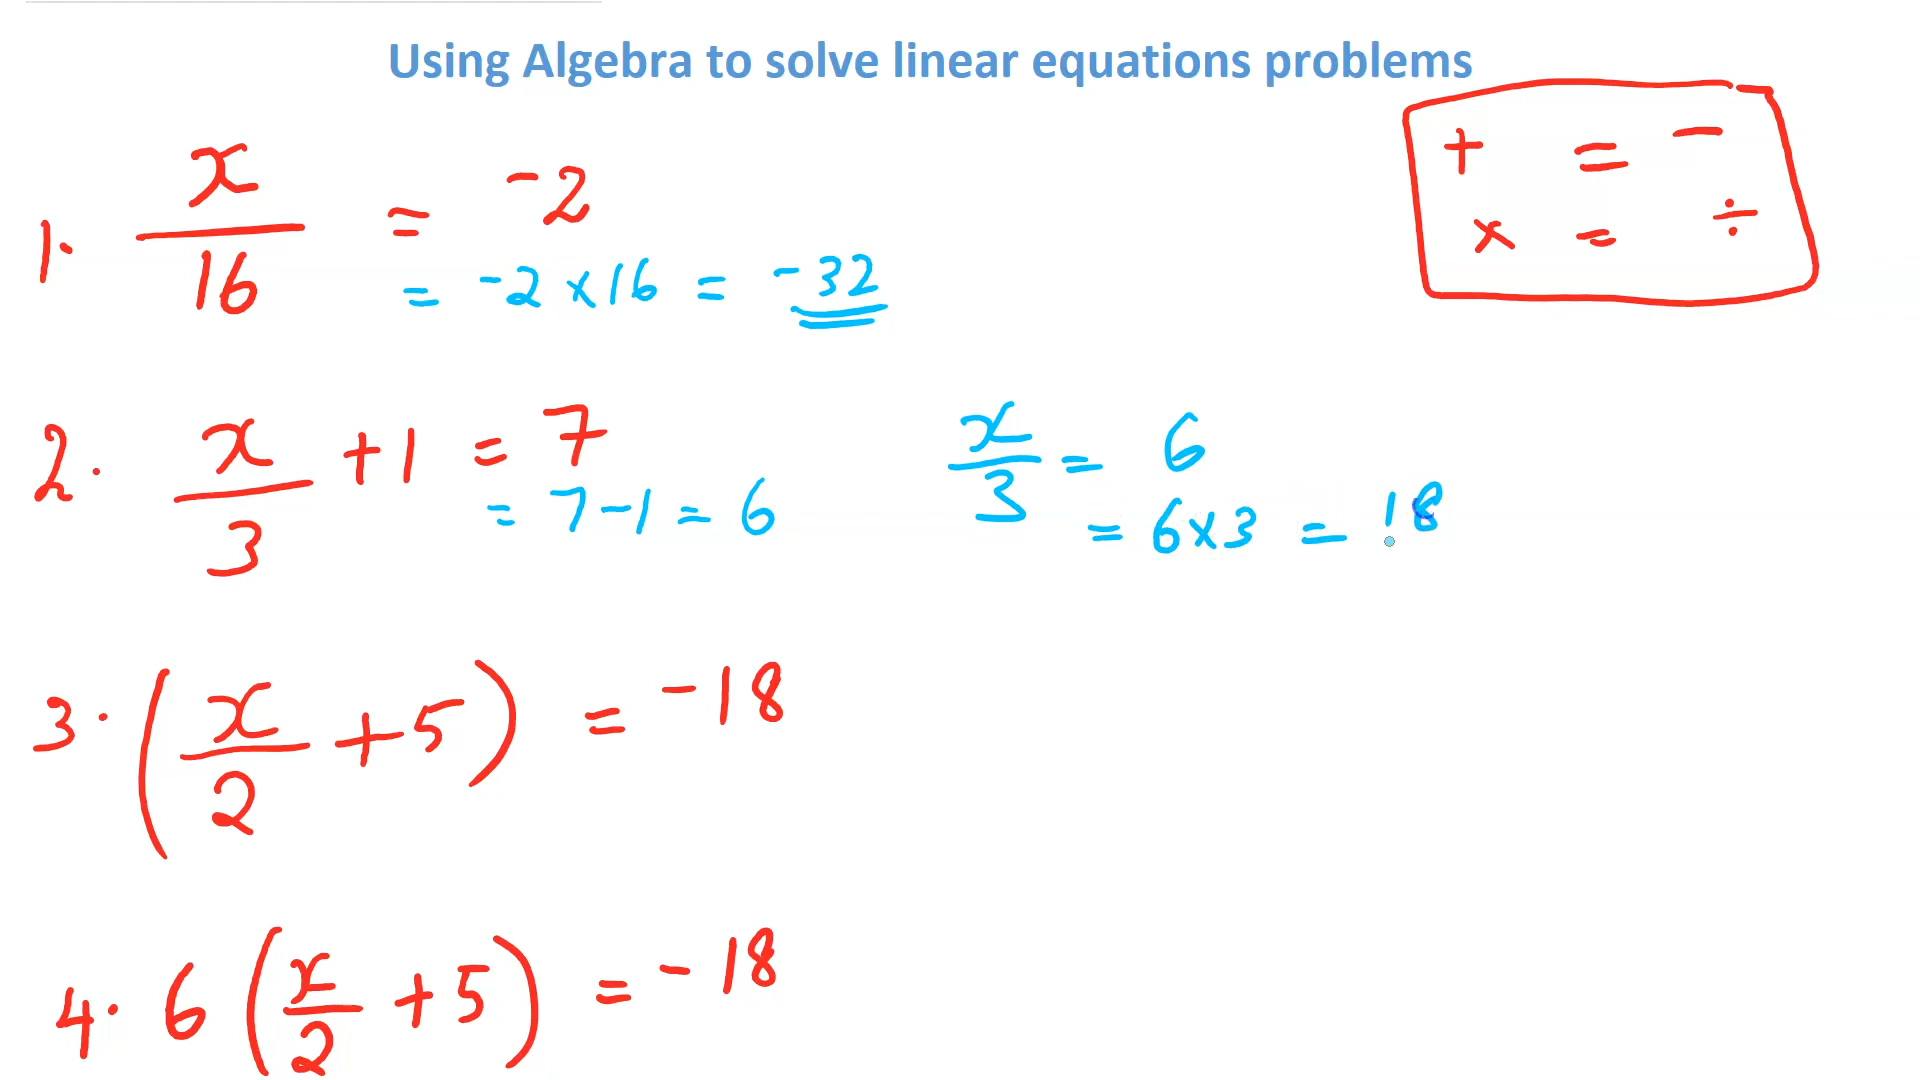 Using Algebra to solve linear equations problems
+ = −
× = ÷
1. x/16 = -2
= -2 × 16 = -32
2. x/3 + 1 = 7
= 7 - 1 = 6
x/3 = 6
= 6 × 3 = 18
3. (x/2 + 5) = -18
4. 6 (x/2 + 5) = -18